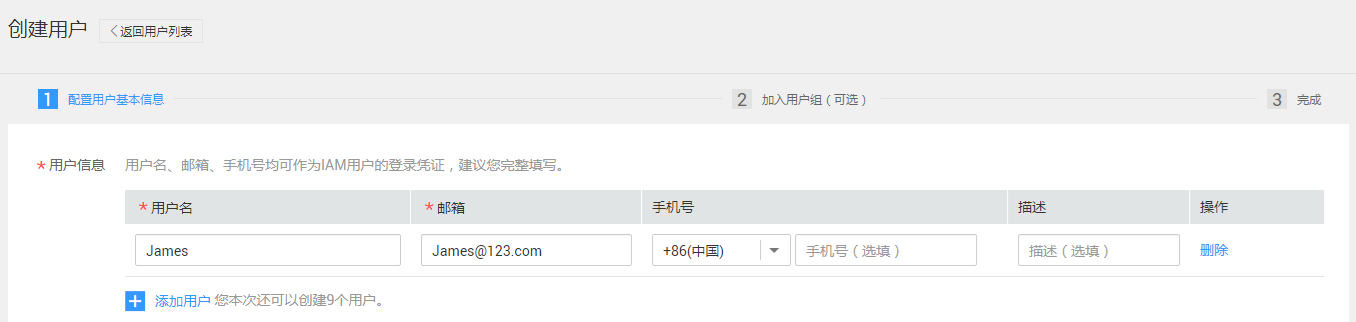 创建用户 返回用户列表
1 配置用户基本信息 2 加入用户组（可选） 3 完成
* 用户信息 用户名、邮箱、手机号均可作为IAM用户的登录凭证，建议您完整填写。
* 用户名 * 邮箱 手机号 描述 操作
James James@123.com +86(中国) 手机号（选填） 描述（选填） 删除
添加用户 您本次还可以创建9个用户。